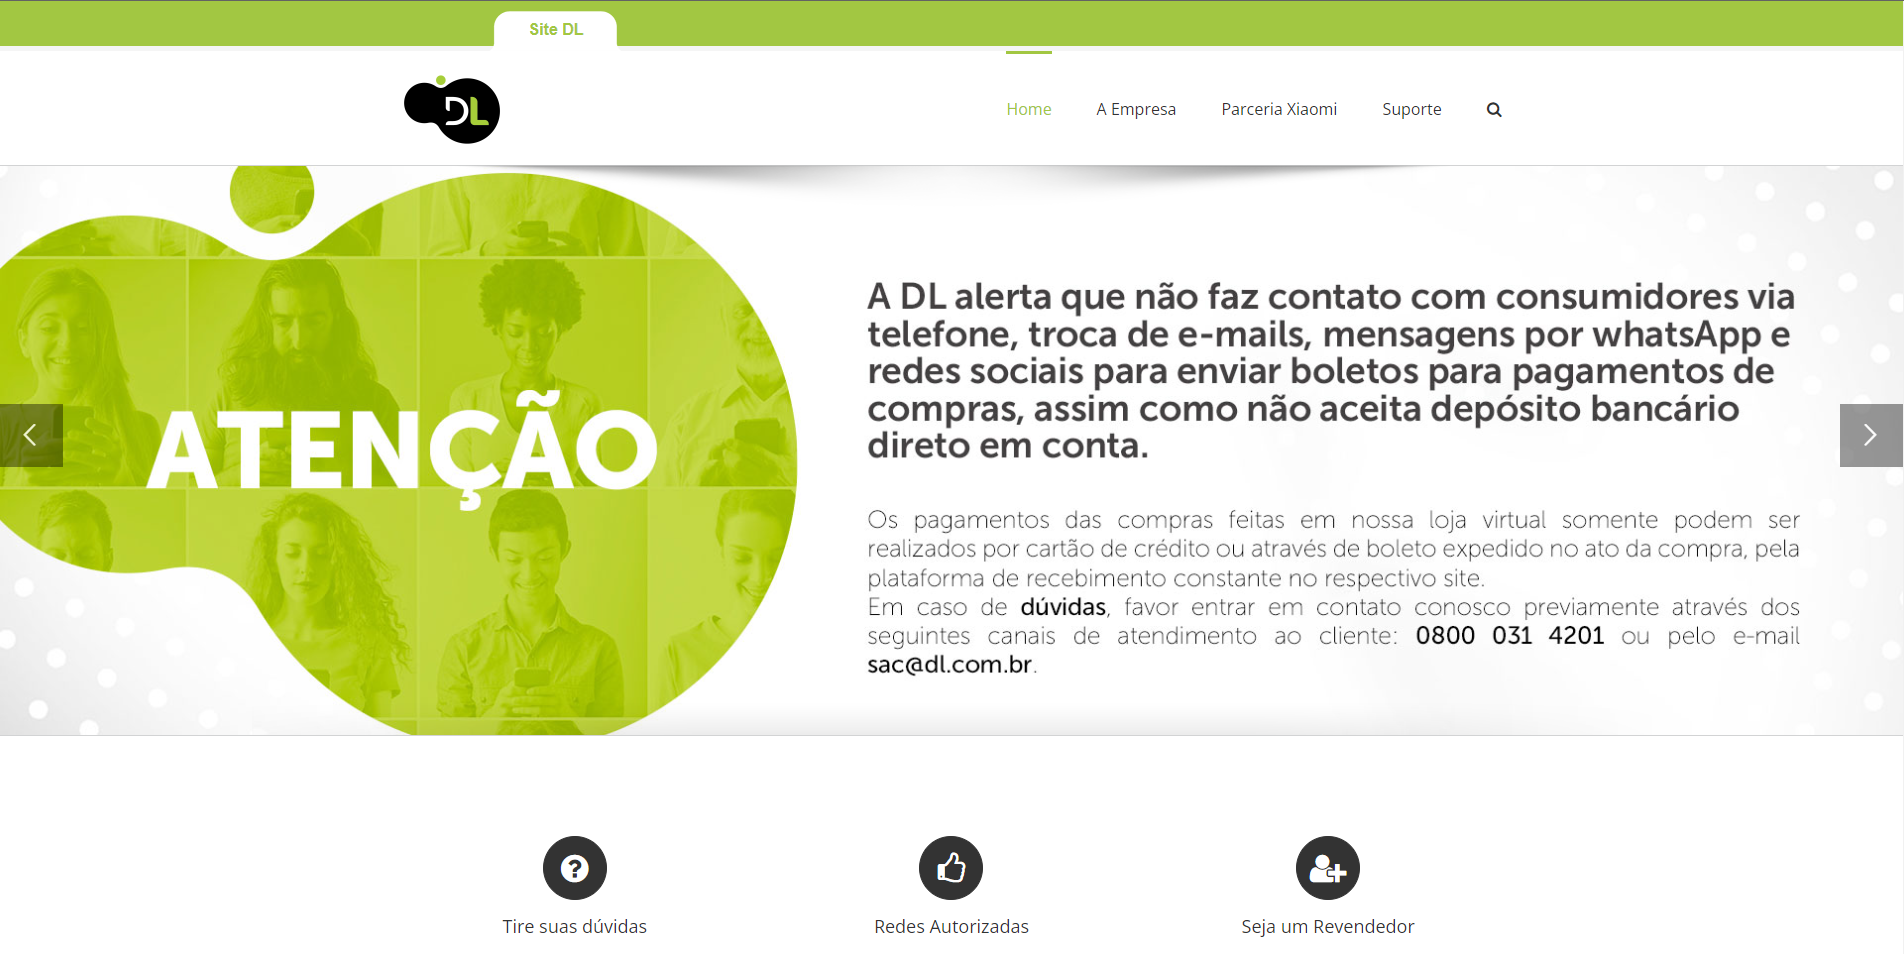 Site DL
DL
Home
A Empresa
Parceria Xiaomi
Suporte
ATENÇÃO
A DL alerta que não faz contato com consumidores via
telefone, troca de e-mails, mensagens por whatsApp e
redes sociais para enviar boletos para pagamentos de
compras, assim como não aceita depósito bancário
direto em conta.
Os pagamentos das compras feitas em nossa loja virtual somente podem ser
realizados por cartão de crédito ou através de boleto expedido no ato da compra, pela
plataforma de recebimento constante no respectivo site.
Em caso de dúvidas, favor entrar em contato conosco previamente através dos
seguintes canais de atendimento ao cliente: 0800 031 4201 ou pelo e-mail
sac@dl.com.br.
Tire suas dúvidas
Redes Autorizadas
Seja um Revendedor